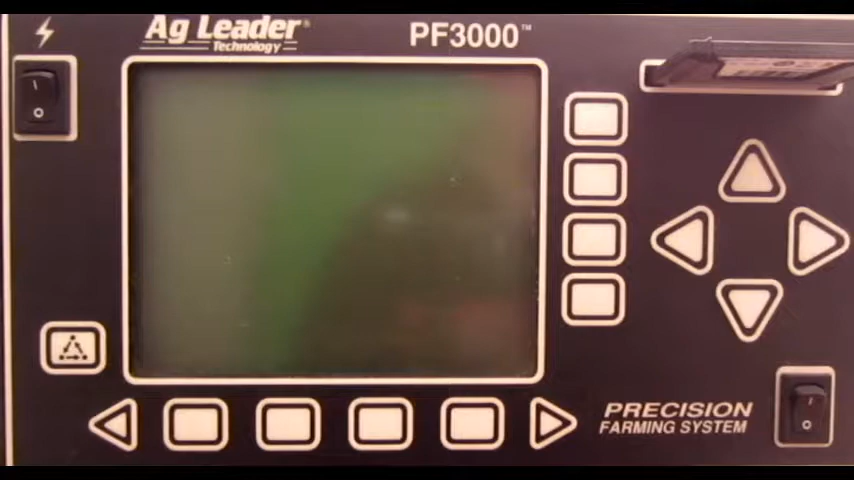 Ag Leader®
Technology
PF3000™
PRECISION
FARMING SYSTEM